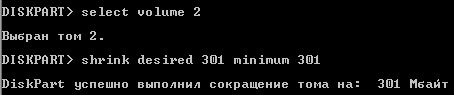 DISKPART> select volume 2
Выбран том 2.
DISKPART> shrink desired 301 minimum 301
DiskPart успешно выполнил сокращение тома на:  301 Мбайт